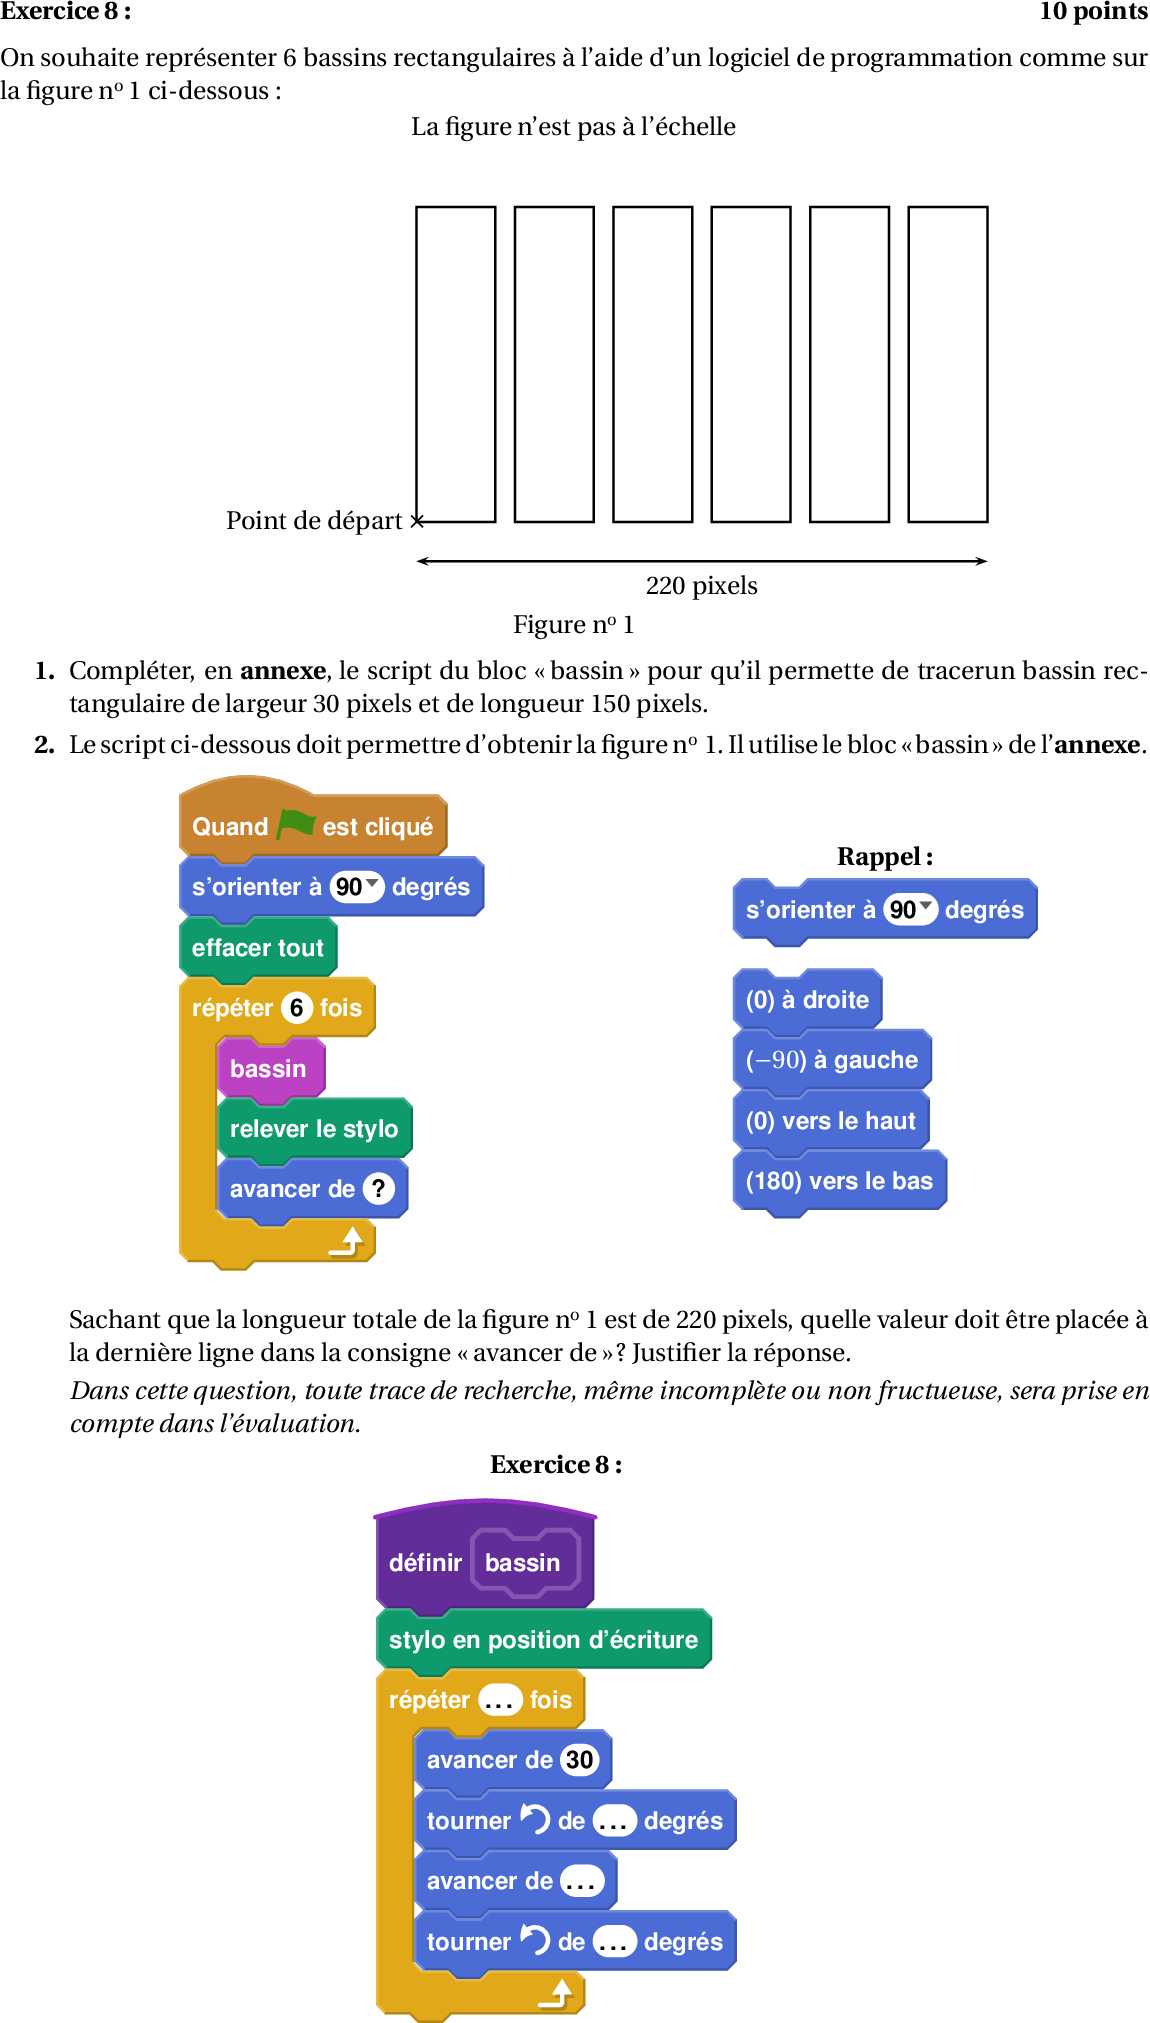 Exercice 8 : 10 points
On souhaite représenter 6 bassins rectangulaires à l’aide d’un logiciel de programmation comme sur
la figure nº 1 ci-dessous :
La figure n’est pas à l’échelle
Point de départ
220 pixels
Figure nº 1
1. Compléter, en annexe, le script du bloc « bassin » pour qu’il permette de tracerun bassin rec-
tangulaire de largeur 30 pixels et de longueur 150 pixels.
2. Le script ci-dessous doit permettre d’obtenir la figure nº 1. Il utilise le bloc « bassin » de l’annexe.
Quand est cliqué
s’orienter à 90 degrés
effacer tout
répéter 6 fois
bassin
relever le stylo
avancer de ?
Rappel :
s’orienter à 90 degrés
(0) à droite
(−90) à gauche
(0) vers le haut
(180) vers le bas
Sachant que la longueur totale de la figure nº 1 est de 220 pixels, quelle valeur doit être placée à
la dernière ligne dans la consigne « avancer de » ? Justifier la réponse.
Dans cette question, toute trace de recherche, même incomplète ou non fructueuse, sera prise en
compte dans l’évaluation.
Exercice 8 :
définir bassin
stylo en position d’écriture
répéter ... fois
avancer de 30
tourner de ... degrés
avancer de ...
tourner de ... degrés